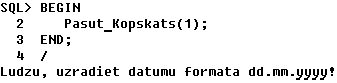 SQL> BEGIN
  2     Pasut_Kopskats(1);
  3  END;
  4  /
Ludzu, uzradiet datumu formata dd.mm.yyyy!